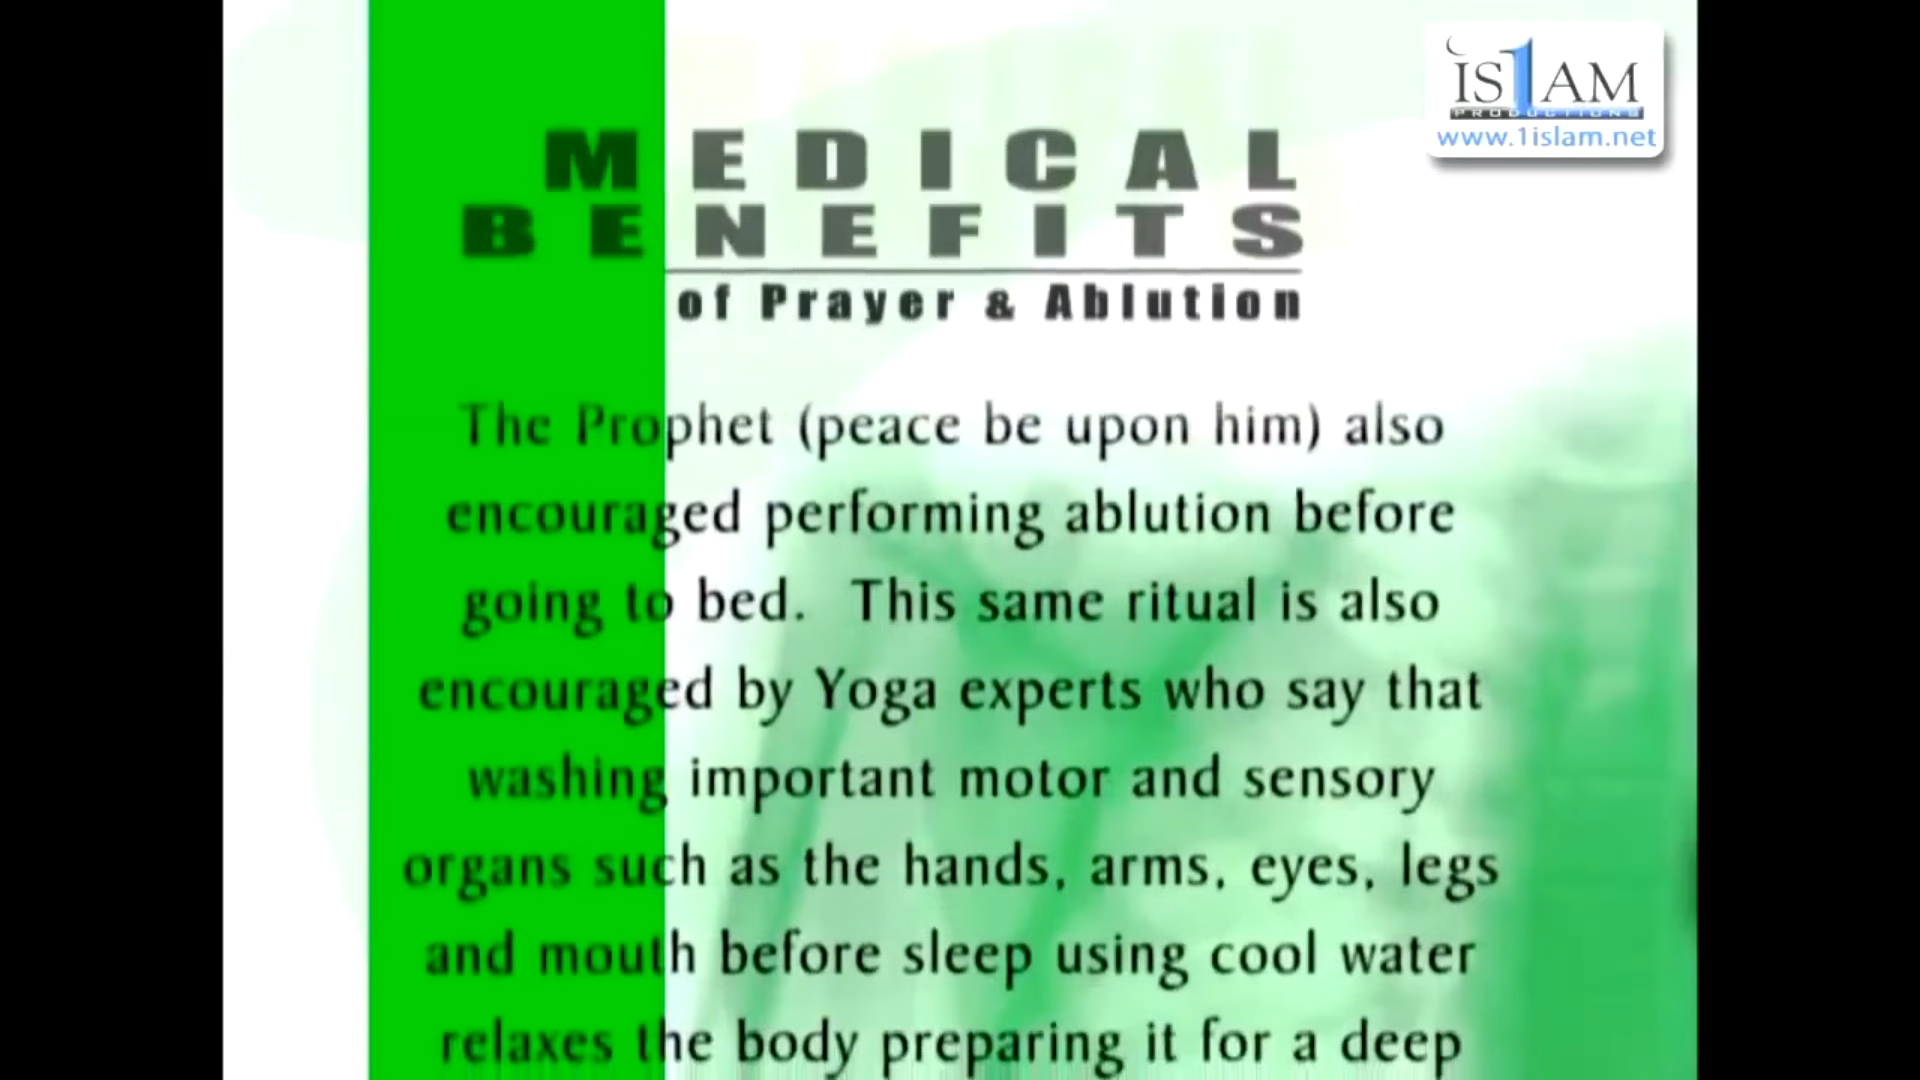 IS1AM
PRODUCTIONS
www.1islam.net
MEDICAL
BENEFITS
of Prayer & Ablution
The Prophet (peace be upon him) also
encouraged performing ablution before
going to bed. This same ritual is also
encouraged by Yoga experts who say that
washing important motor and sensory
organs such as the hands, arms, eyes, legs
and mouth before sleep using cool water
relaxes the body preparing it for a deep